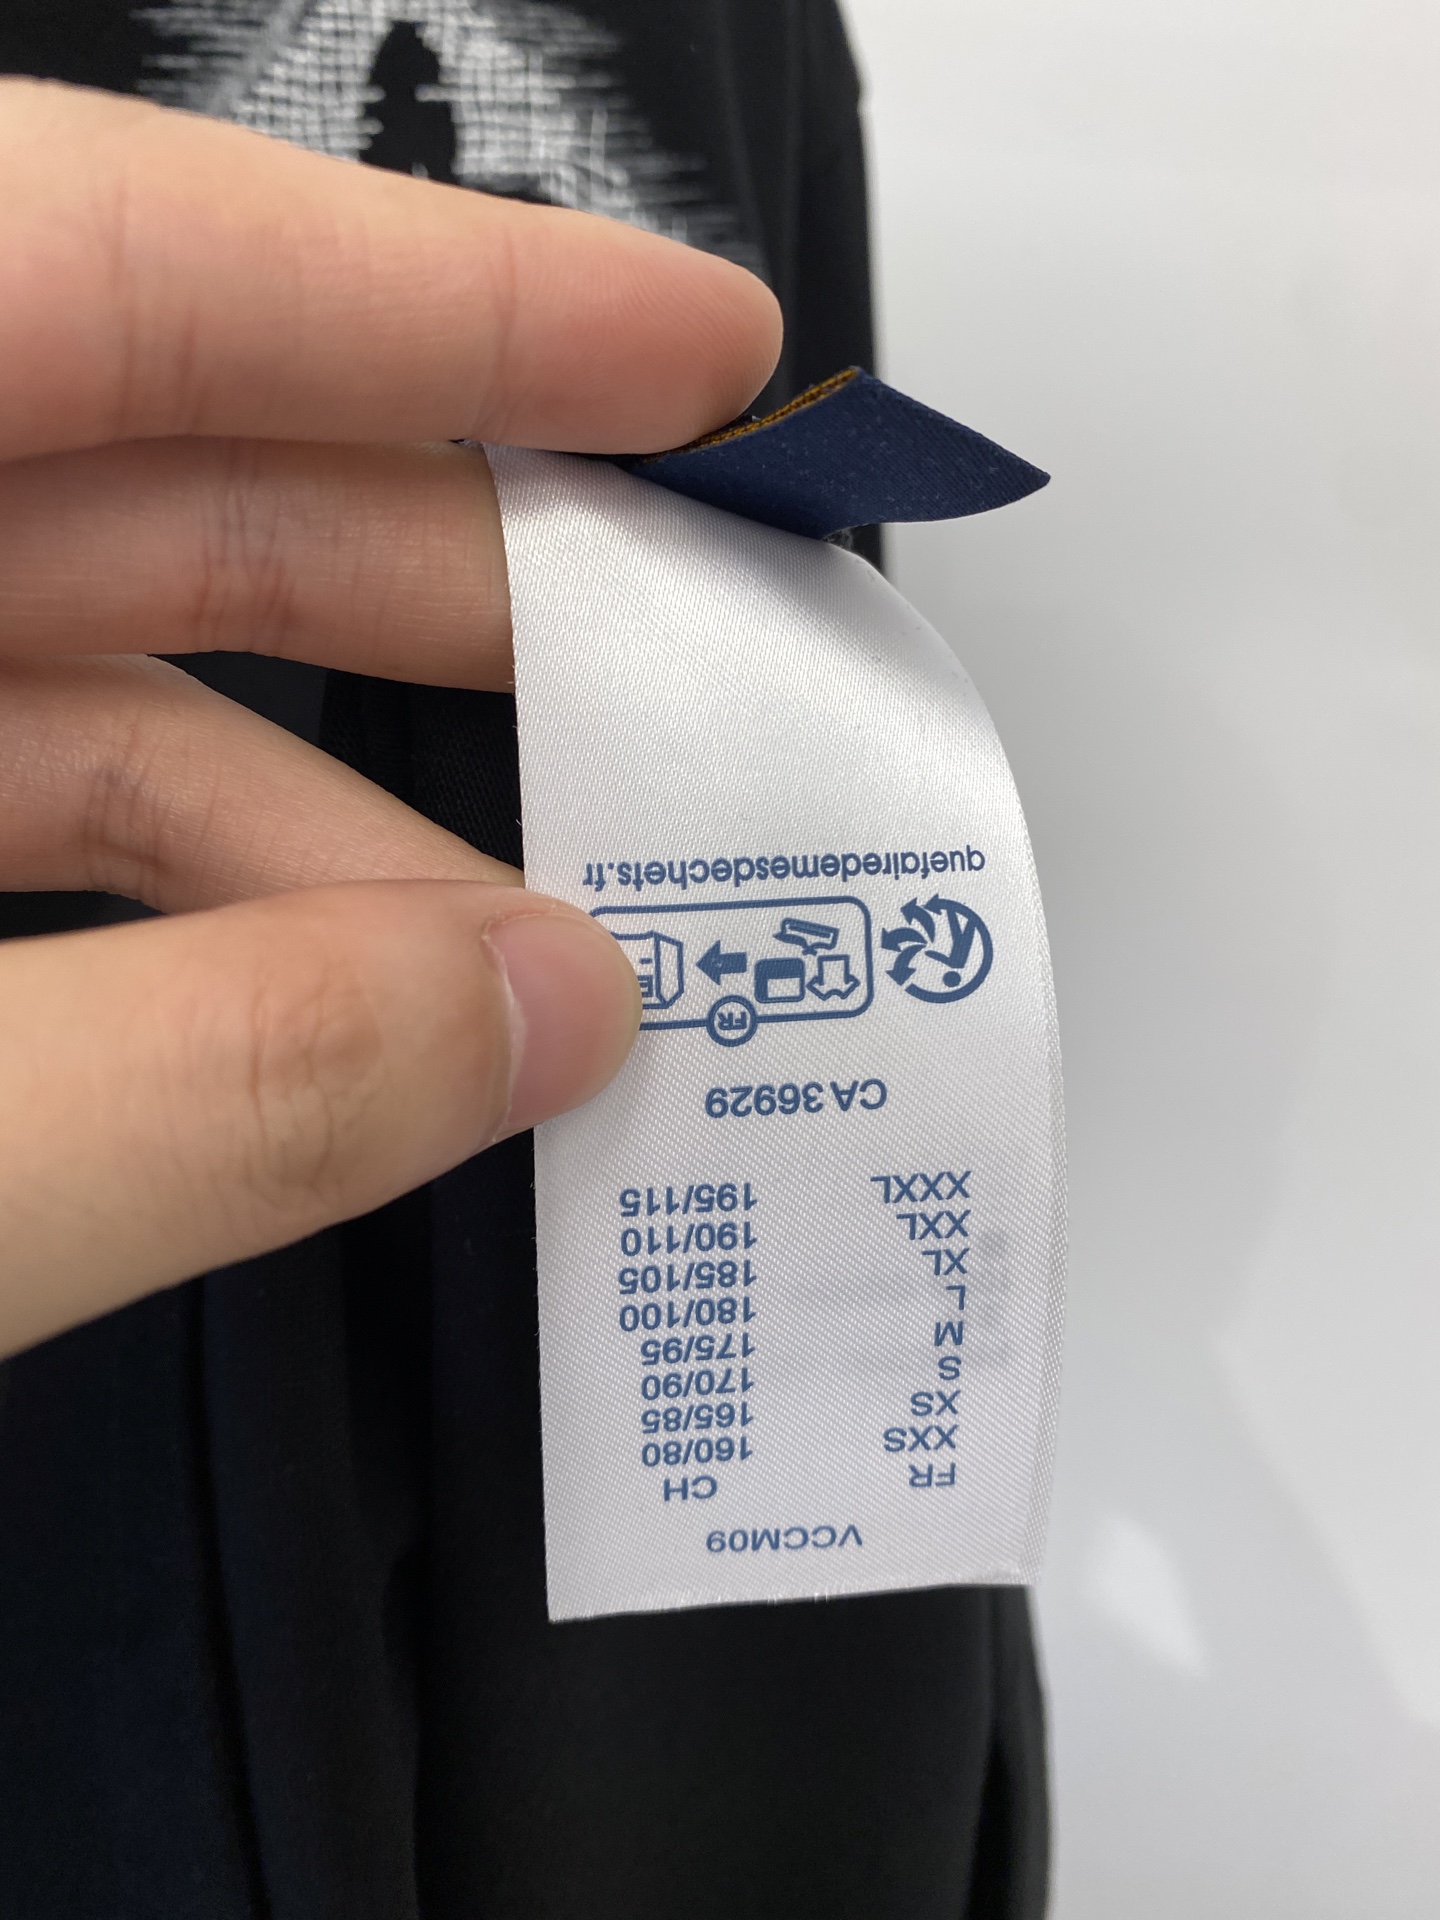 VCCM09
FR CH
XXS 160/80
XS 165/85
S 170/90
M 175/95
L 180/100
XL 185/105
XXL 190/110
XXXL 195/115
CA 36929
FR
quefairedemesdechets.fr